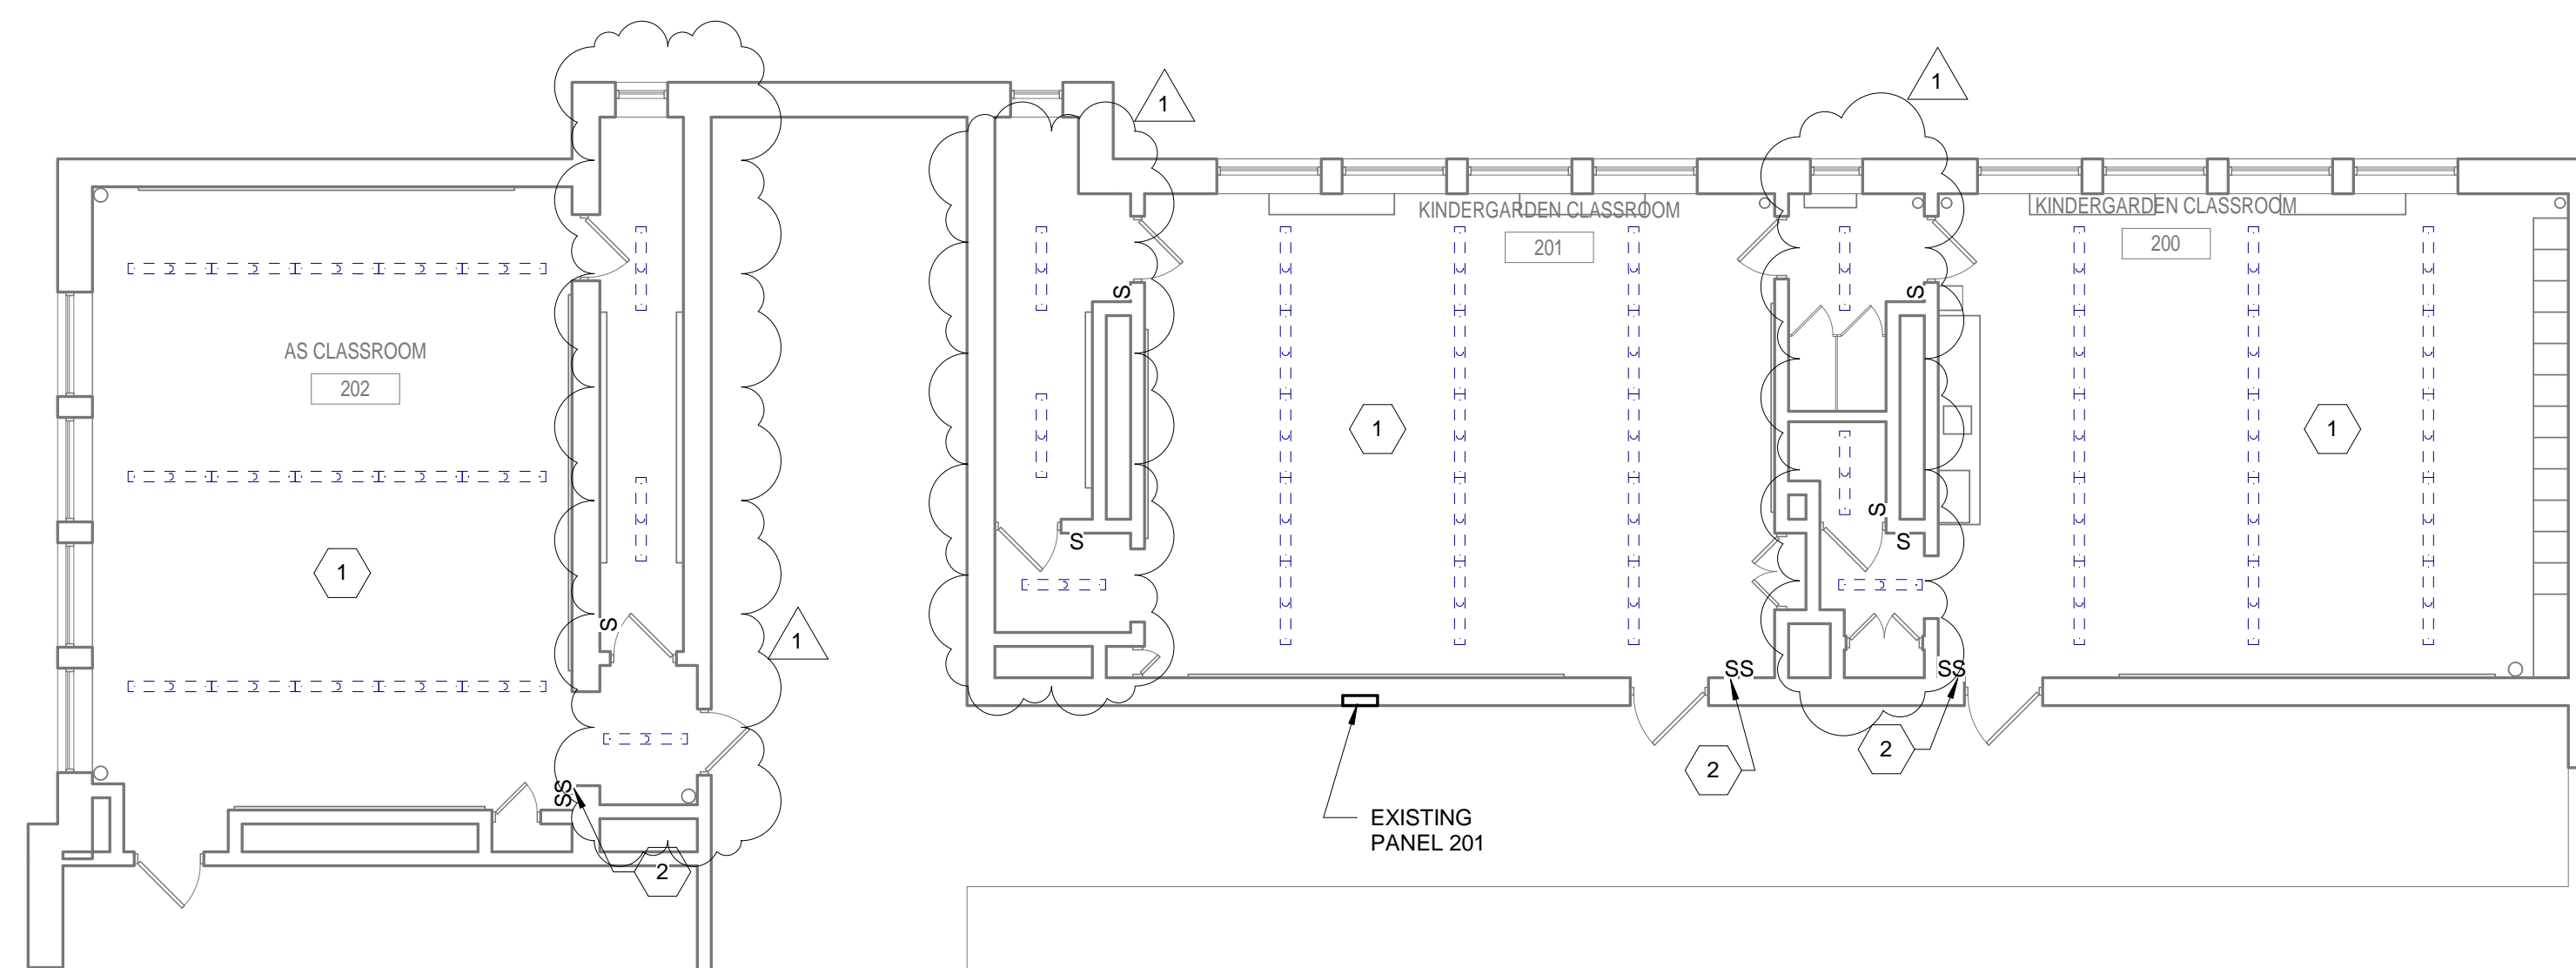 1
1
KINDERGARDEN CLASSROOM
201
KINDERGARDEN CLASSROOM
200
S
S
AS CLASSROOM
202
1
1
1
S
S
S
S
1
SS
SS
2
2
SS
EXISTING
PANEL 201
2